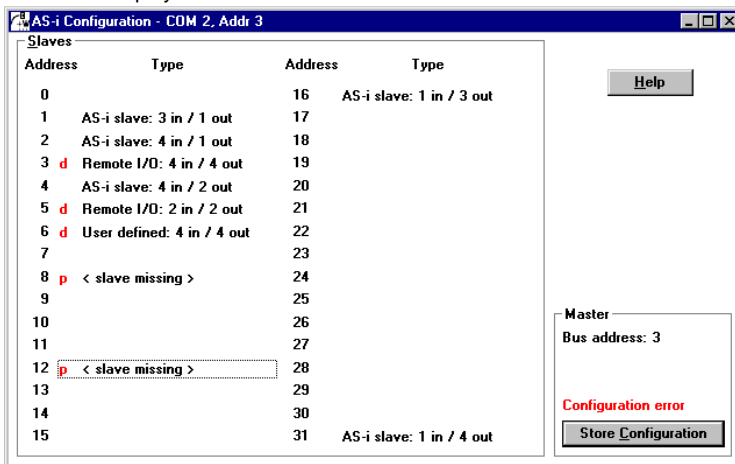 AS-i Configuration - COM 2, Addr 3
Slaves
Address Type Address Type
0 16 AS-i slave: 1 in / 3 out
1 AS-i slave: 3 in / 1 out 17
2 AS-i slave: 4 in / 1 out 18
3 d Remote I/O: 4 in / 4 out 19
4 AS-i slave: 4 in / 2 out 20
5 d Remote I/O: 2 in / 2 out 21
6 d User defined: 4 in / 4 out 22
7 23
8 p < slave missing > 24
9 25
10 26
11 27
12 p < slave missing > 28
13 29
14 30
15 31 AS-i slave: 1 in / 4 out
Help
Master
Bus address: 3
Configuration error
Store Configuration